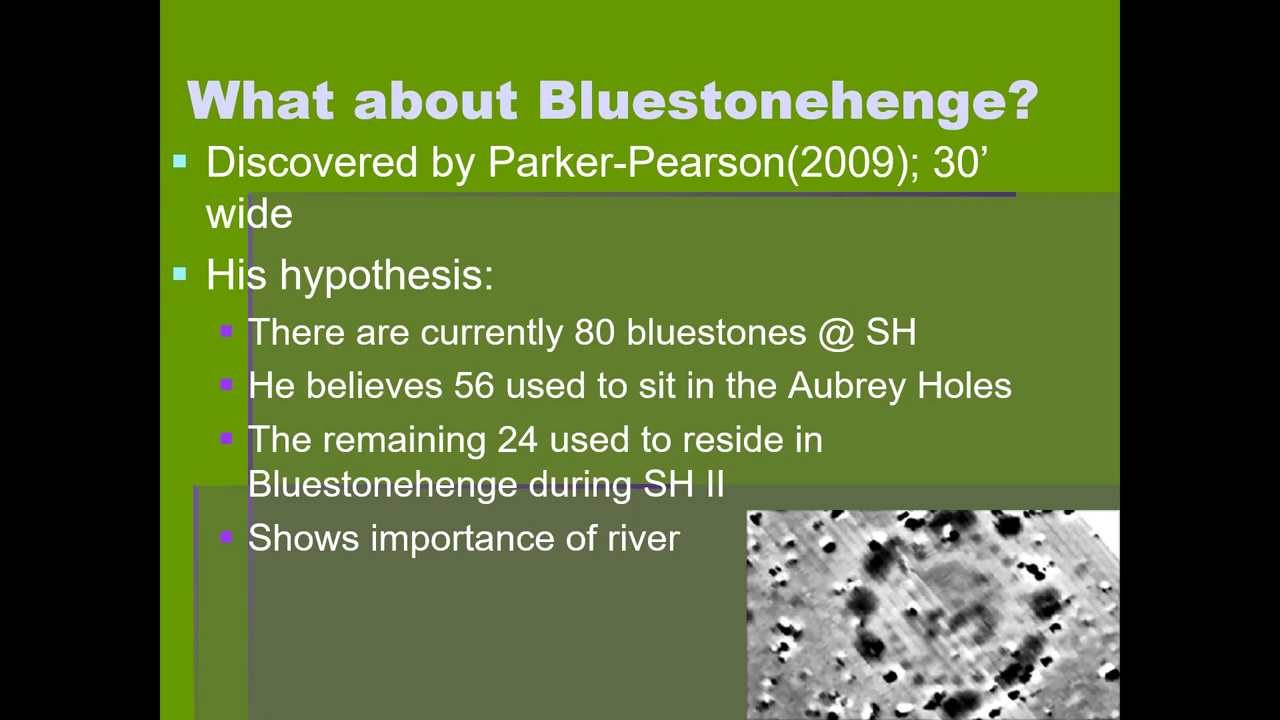 What about Bluestonehenge?
Discovered by Parker-Pearson(2009); 30’
wide
His hypothesis:
There are currently 80 bluestones @ SH
He believes 56 used to sit in the Aubrey Holes
The remaining 24 used to reside in
Bluestonehenge during SH II
Shows importance of river